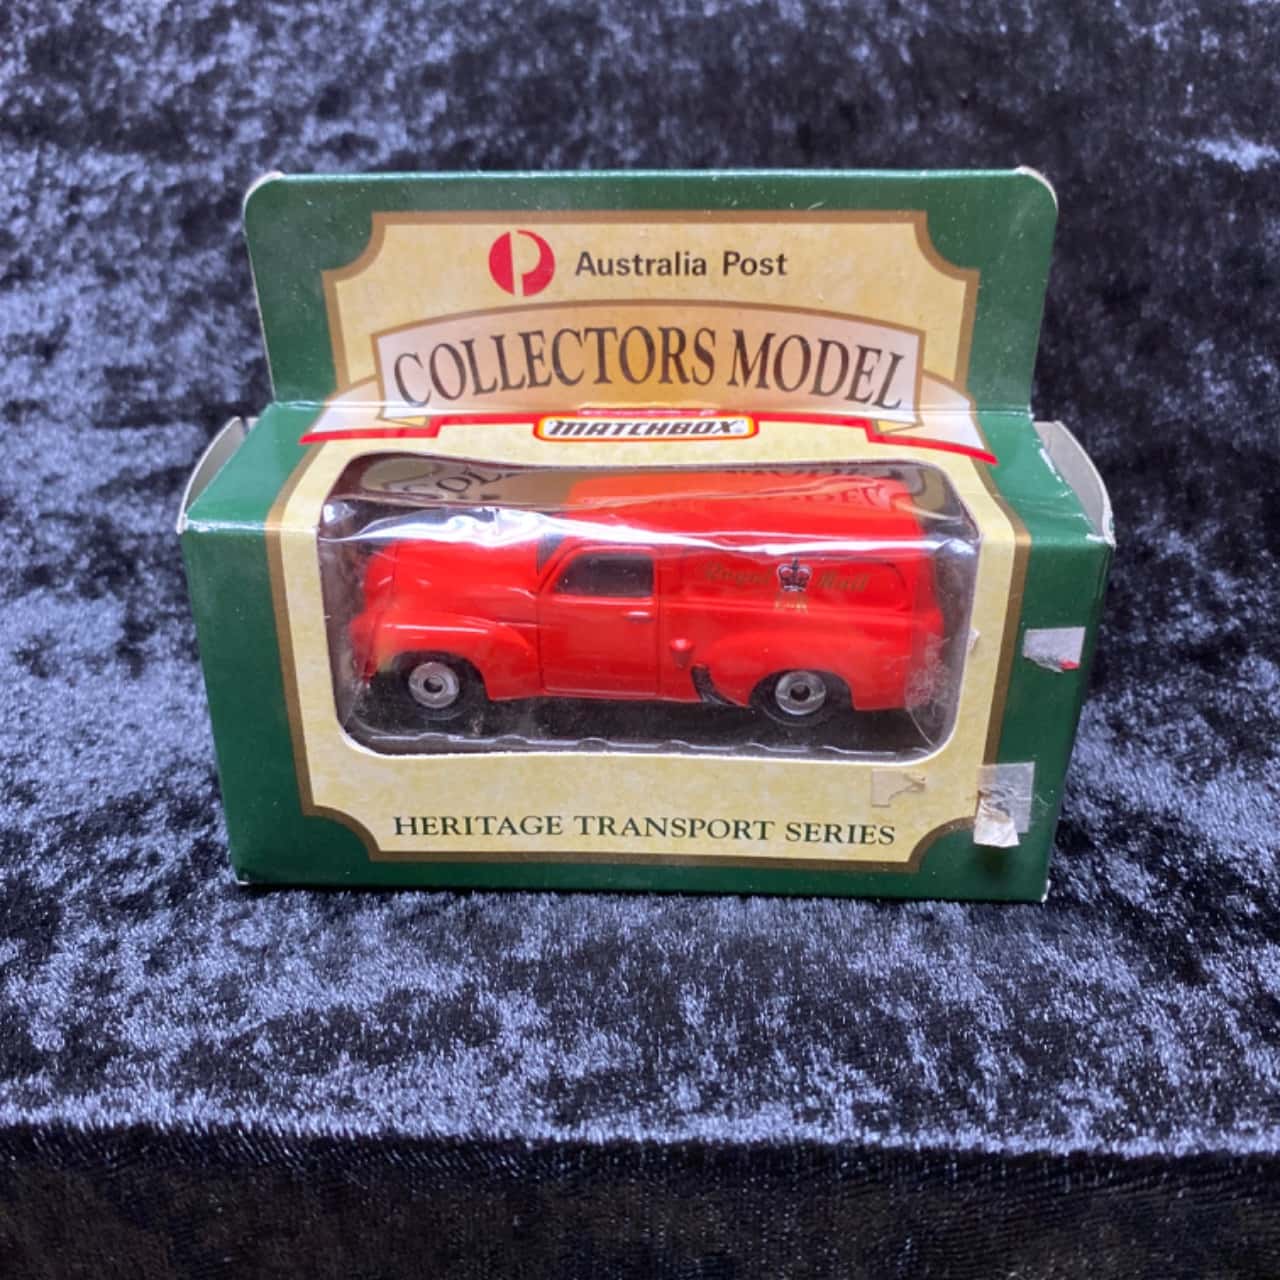 Australia Post
COLLECTORS MODEL
MATCHBOX
Royal Mail
E R
HERITAGE TRANSPORT SERIES